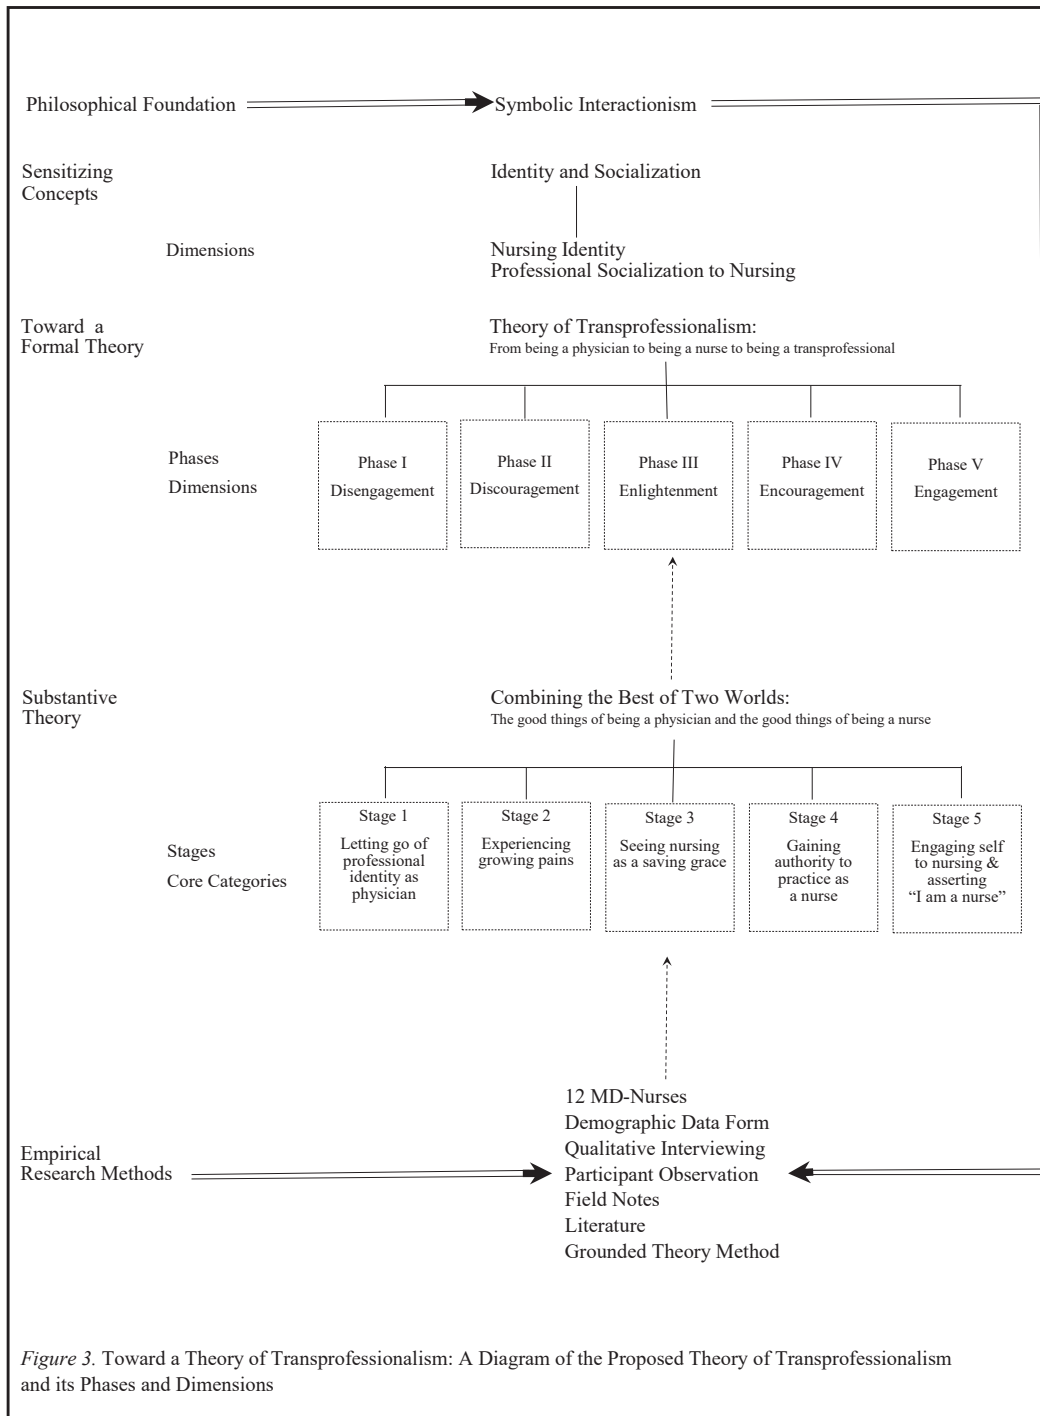 Philosophical Foundation
Symbolic Interactionism
Sensitizing
Concepts
Identity and Socialization
Dimensions
Nursing Identity
Professional Socialization to Nursing
Toward a
Formal Theory
Theory of Transprofessionalism:
From being a physician to being a nurse to being a transprofessional
Phases
Dimensions
Phase I
Disengagement
Phase II
Discouragement
Phase III
Enlightenment
Phase IV
Encouragement
Phase V
Engagement
Substantive
Theory
Combining the Best of Two Worlds:
The good things of being a physician and the good things of being a nurse
Stages
Core Categories
Stage 1
Letting go of
professional
identity as
physician
Stage 2
Experiencing
growing pains
Stage 3
Seeing nursing
as a saving grace
Stage 4
Gaining
authority to
practice as
a nurse
Stage 5
Engaging self
to nursing &
asserting
“I am a nurse”
Empirical
Research Methods
12 MD-Nurses
Demographic Data Form
Qualitative Interviewing
Participant Observation
Field Notes
Literature
Grounded Theory Method
Figure 3. Toward a Theory of Transprofessionalism: A Diagram of the Proposed Theory of Transprofessionalism
and its Phases and Dimensions